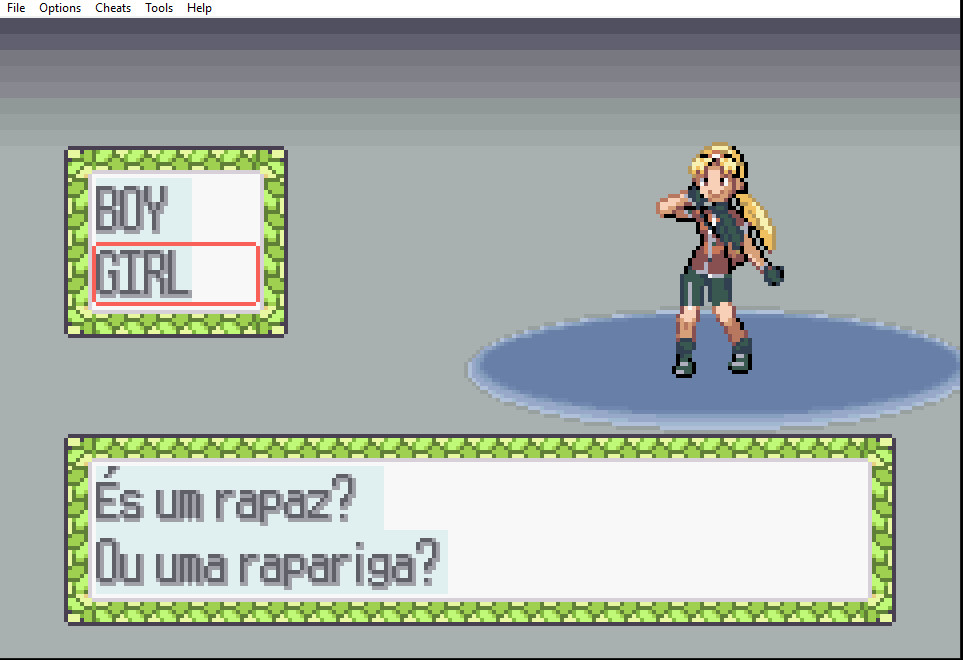 File Options Cheats Tools Help
BOY
GIRL
És um rapaz?
Ou uma rapariga?